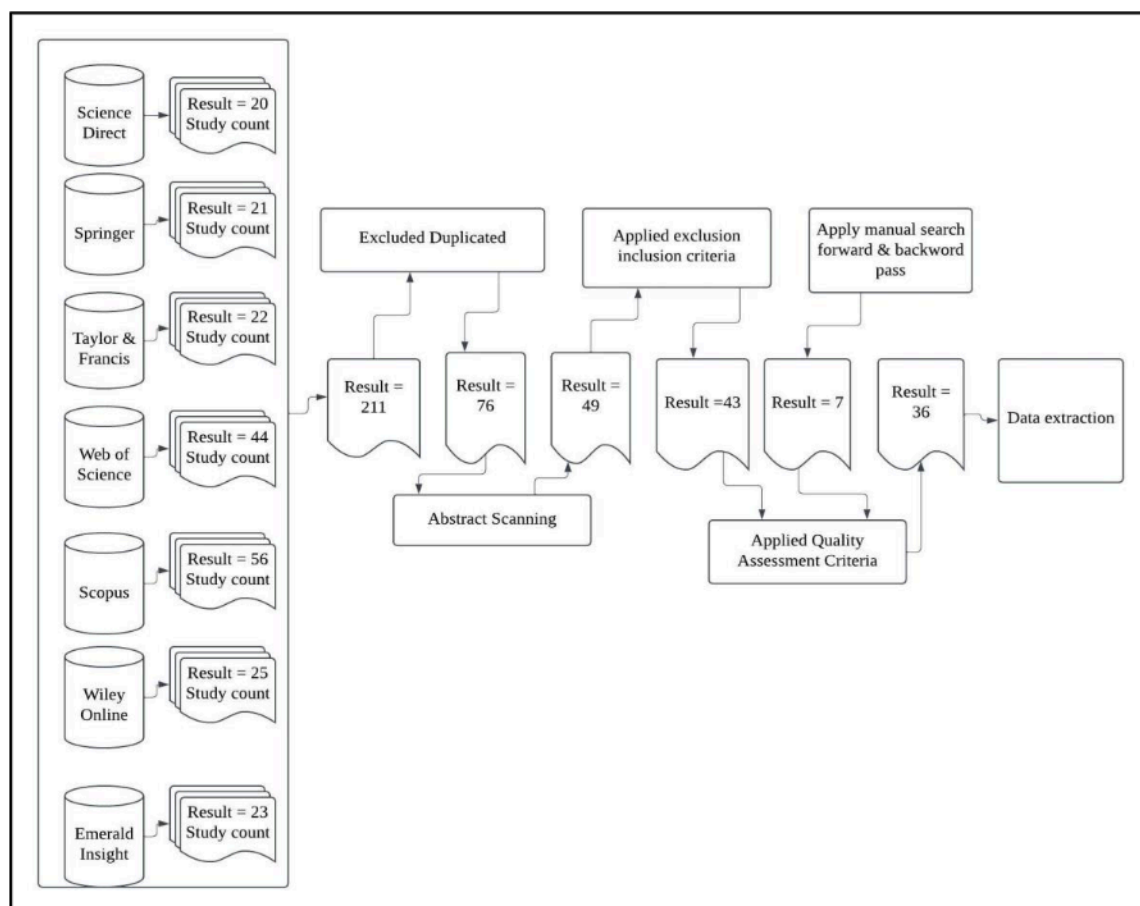 Science
Direct
Result = 20
Study count
Springer
Result = 21
Study count
Taylor &
Francis
Result = 22
Study count
Web of
Science
Result = 44
Study count
Scopus
Result = 56
Study count
Wiley
Online
Result = 25
Study count
Emerald
Insight
Result = 23
Study count
Result =
211
Excluded Duplicated
Result =
76
Abstract Scanning
Result =
49
Applied exclusion
inclusion criteria
Result =43
Apply manual search
forward & backword
pass
Result = 7
Applied Quality
Assessment Criteria
Result =
36
Data extraction